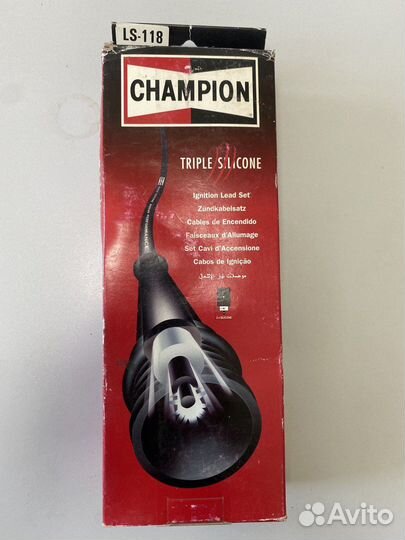 LS-118
CHAMPION
TRIPLE SILICONE
Ignition Lead Set
Zündkabelsatz
Cables de Encendido
Faisceaux d'Allumage
Set Cavi d'Accensione
Cabos de Ignição
Avito